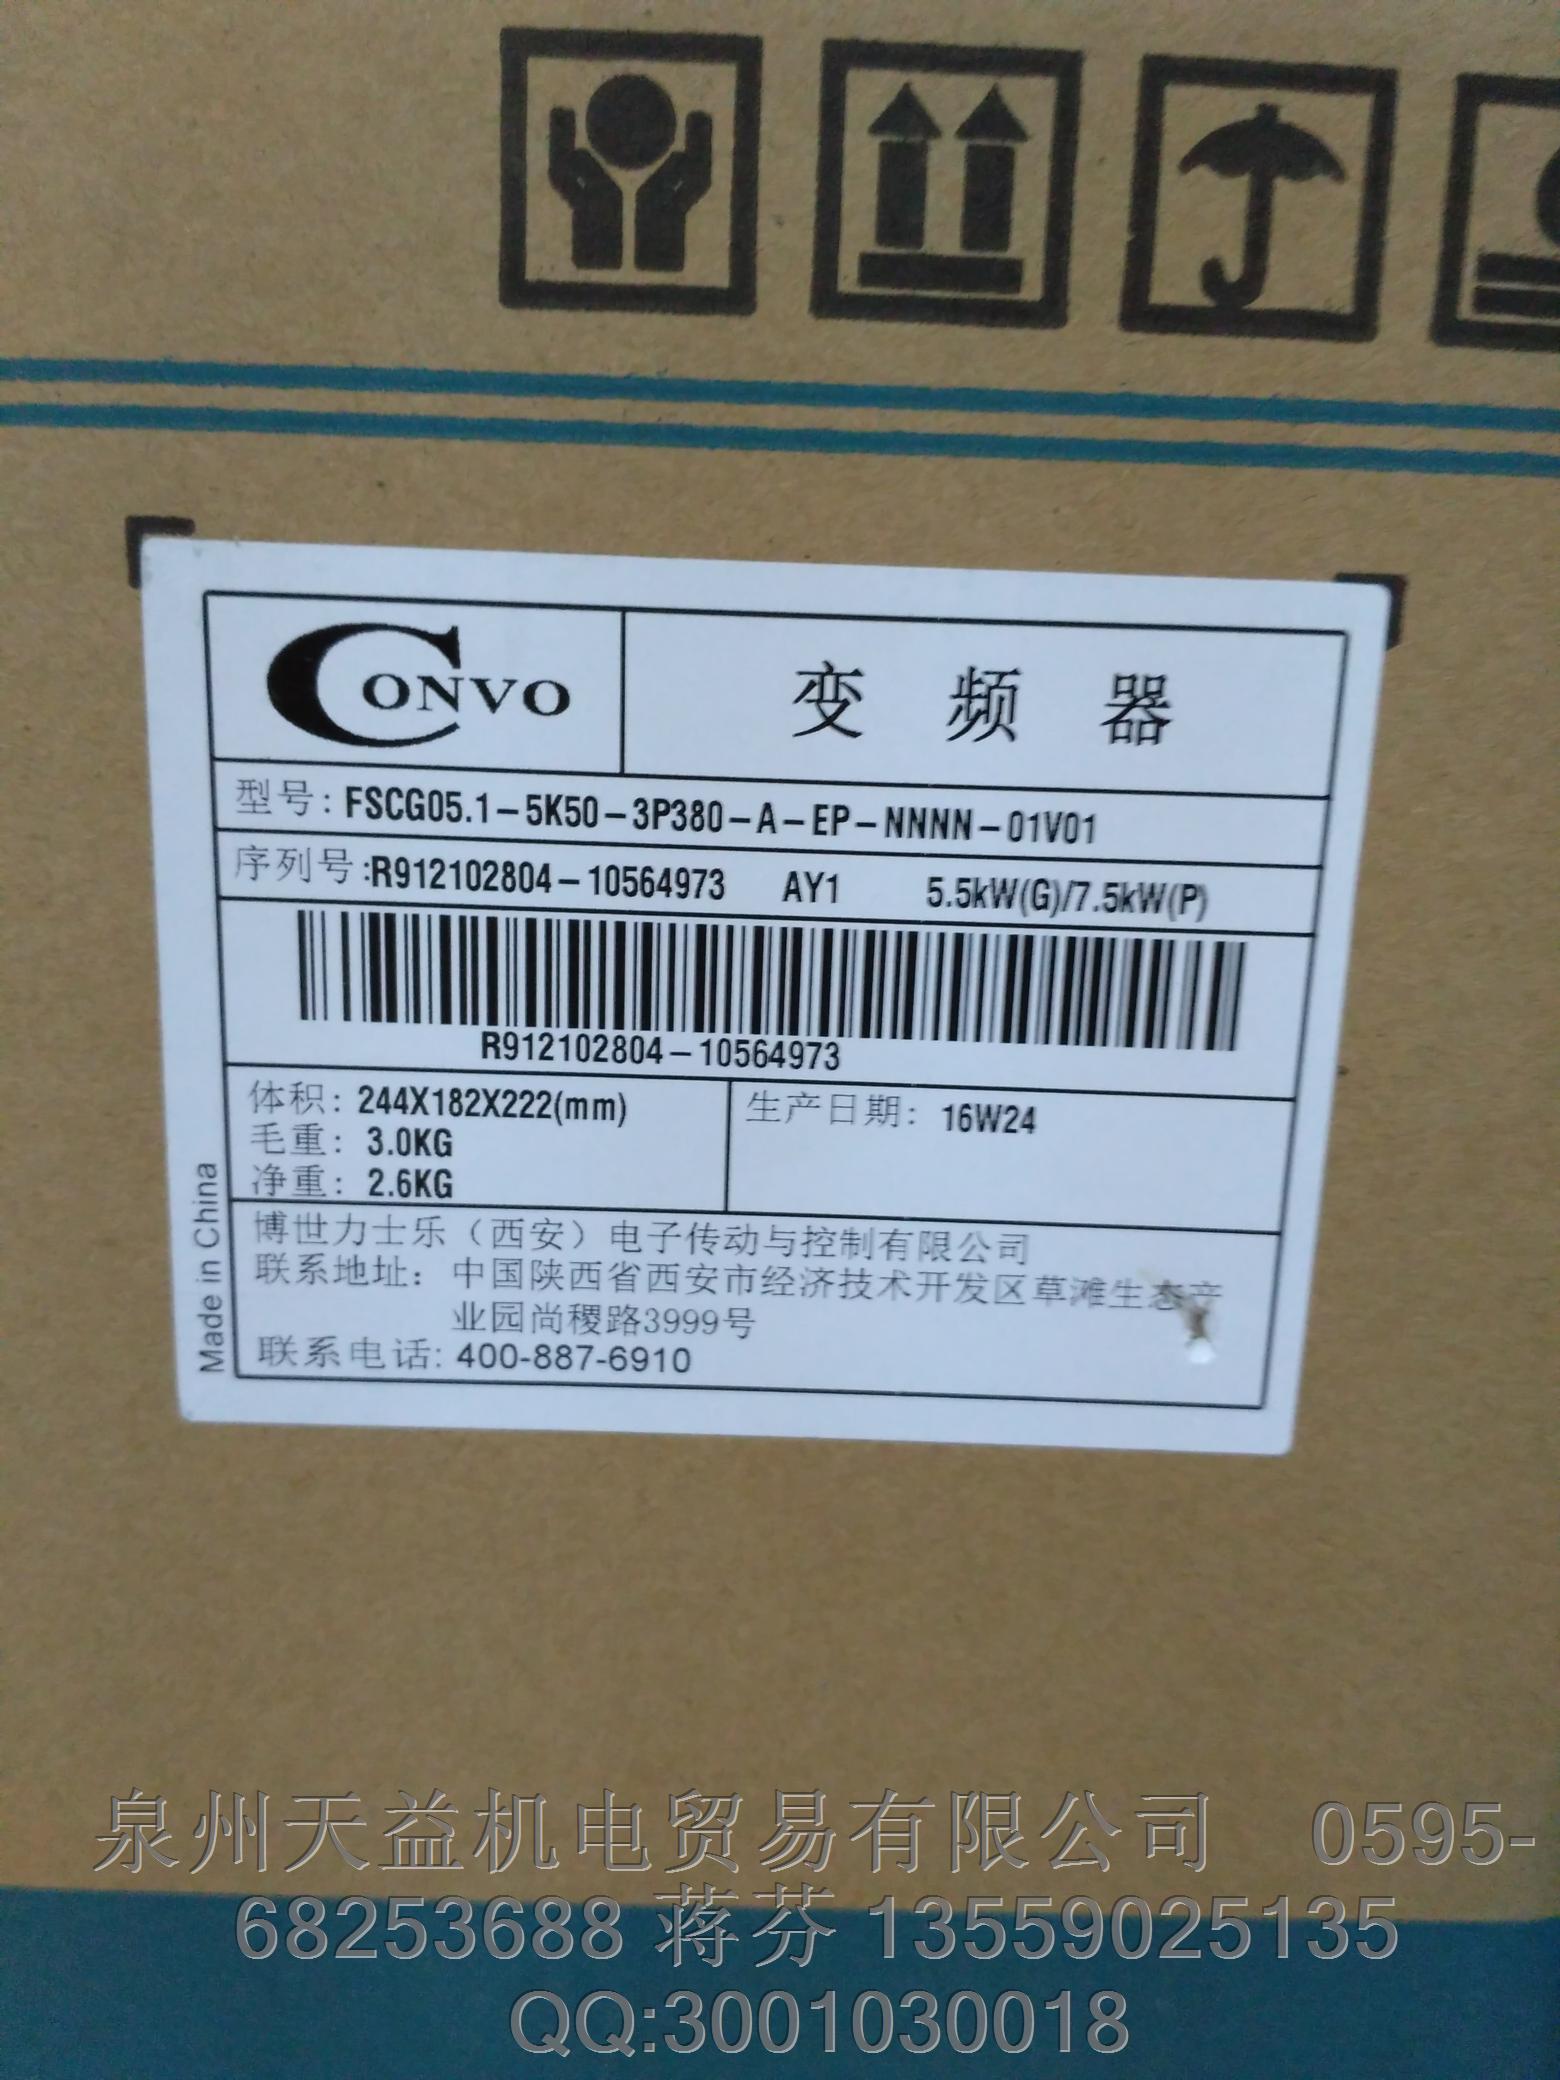 CONVO
变频器
型号: FSCG05.1-5K50-3P380-A-EP-NNNN-01V01
序列号:R912102804-10564973 AY1 5.5kW(G)/7.5kW(P)
R912102804-10564973
体积: 244X182X222(mm)
毛重: 3.0KG
净重: 2.6KG
生产日期: 16W24
博世力士乐（西安）电子传动与控制有限公司
联系地址: 中国陕西省西安市经济技术开发区草滩生态产
业园尚稷路3999号
联系电话: 400-887-6910
Made in China
泉州天益机电贸易有限公司 0595-
68253688 蒋芬 13559025135
QQ:3001030018